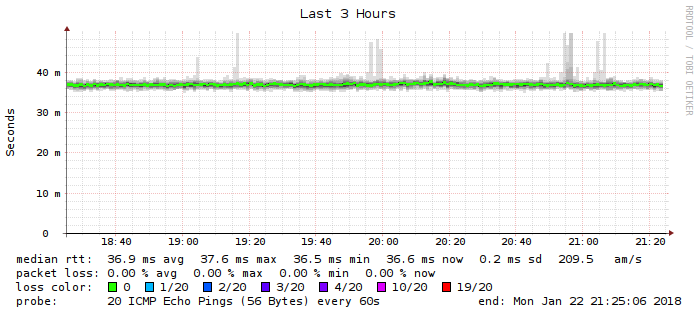 Last 3 Hours
RRDTOOL / TOBI OETIKER
Seconds
40 m
30 m
20 m
10 m
0
18:40 19:00 19:20 19:40 20:00 20:20 20:40 21:00 21:20
median rtt: 36.9 ms avg 37.6 ms max 36.5 ms min 36.6 ms now 0.2 ms sd 209.5 am/s
packet loss: 0.00 % avg 0.00 % max 0.00 % min 0.00 % now
loss color: 0 1/20 2/20 3/20 4/20 10/20 19/20
probe: 20 ICMP Echo Pings (56 Bytes) every 60s end: Mon Jan 22 21:25:06 2018